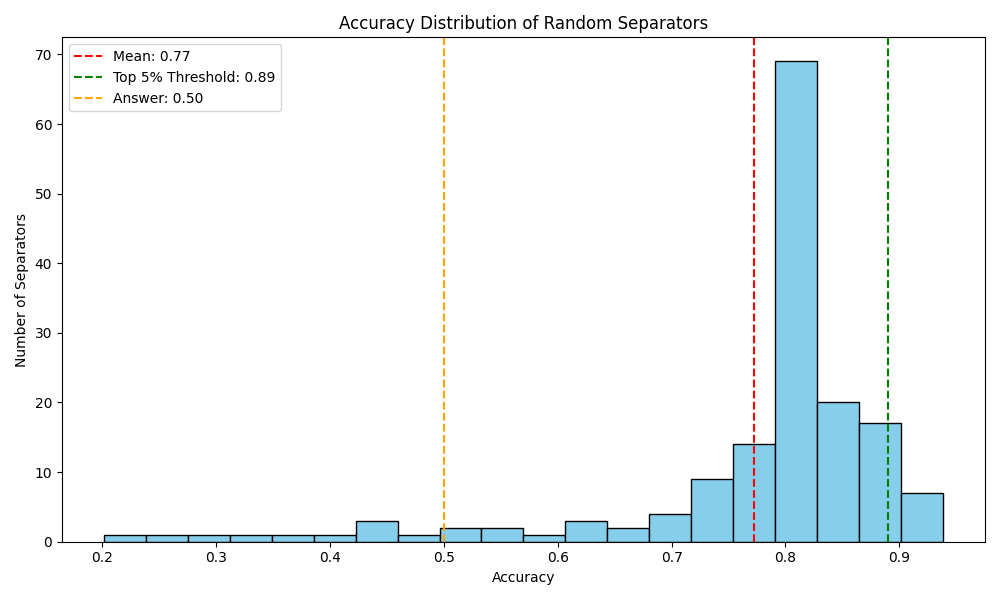 Accuracy Distribution of Random Separators
Mean: 0.77
Top 5% Threshold: 0.89
Answer: 0.50
Number of Separators
70
60
50
40
30
20
10
0
0.2 0.3 0.4 0.5 0.6 0.7 0.8 0.9
Accuracy